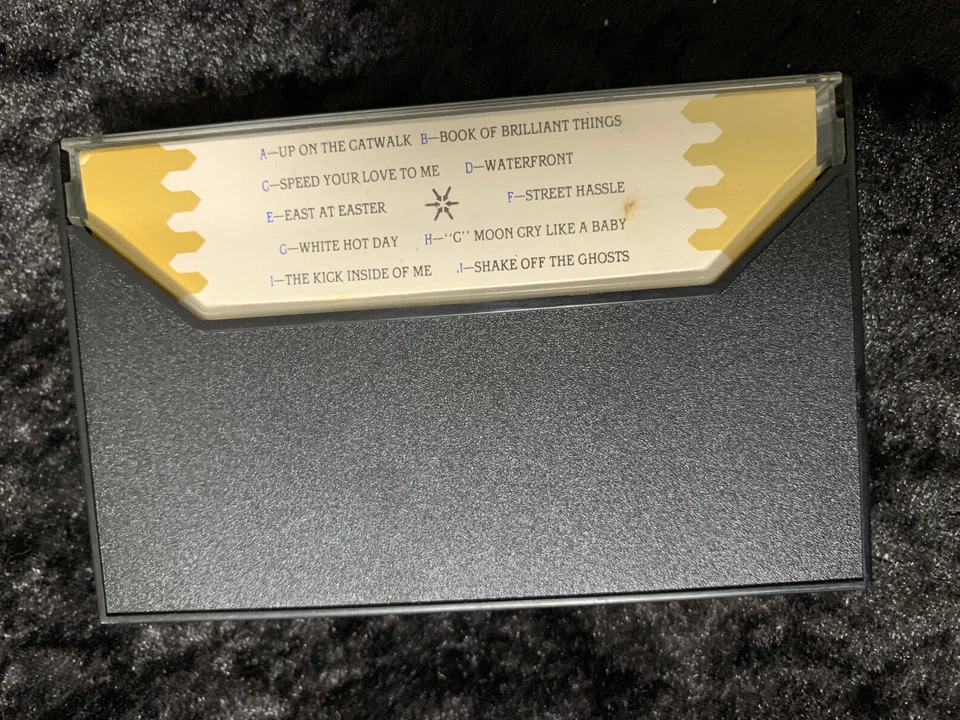 A—UP ON THE CATWALK B—BOOK OF BRILLIANT THINGS
C—SPEED YOUR LOVE TO ME D—WATERFRONT
E—EAST AT EASTER F—STREET HASSLE
G—WHITE HOT DAY H—"C" MOON CRY LIKE A BABY
I—THE KICK INSIDE OF ME J—SHAKE OFF THE GHOSTS